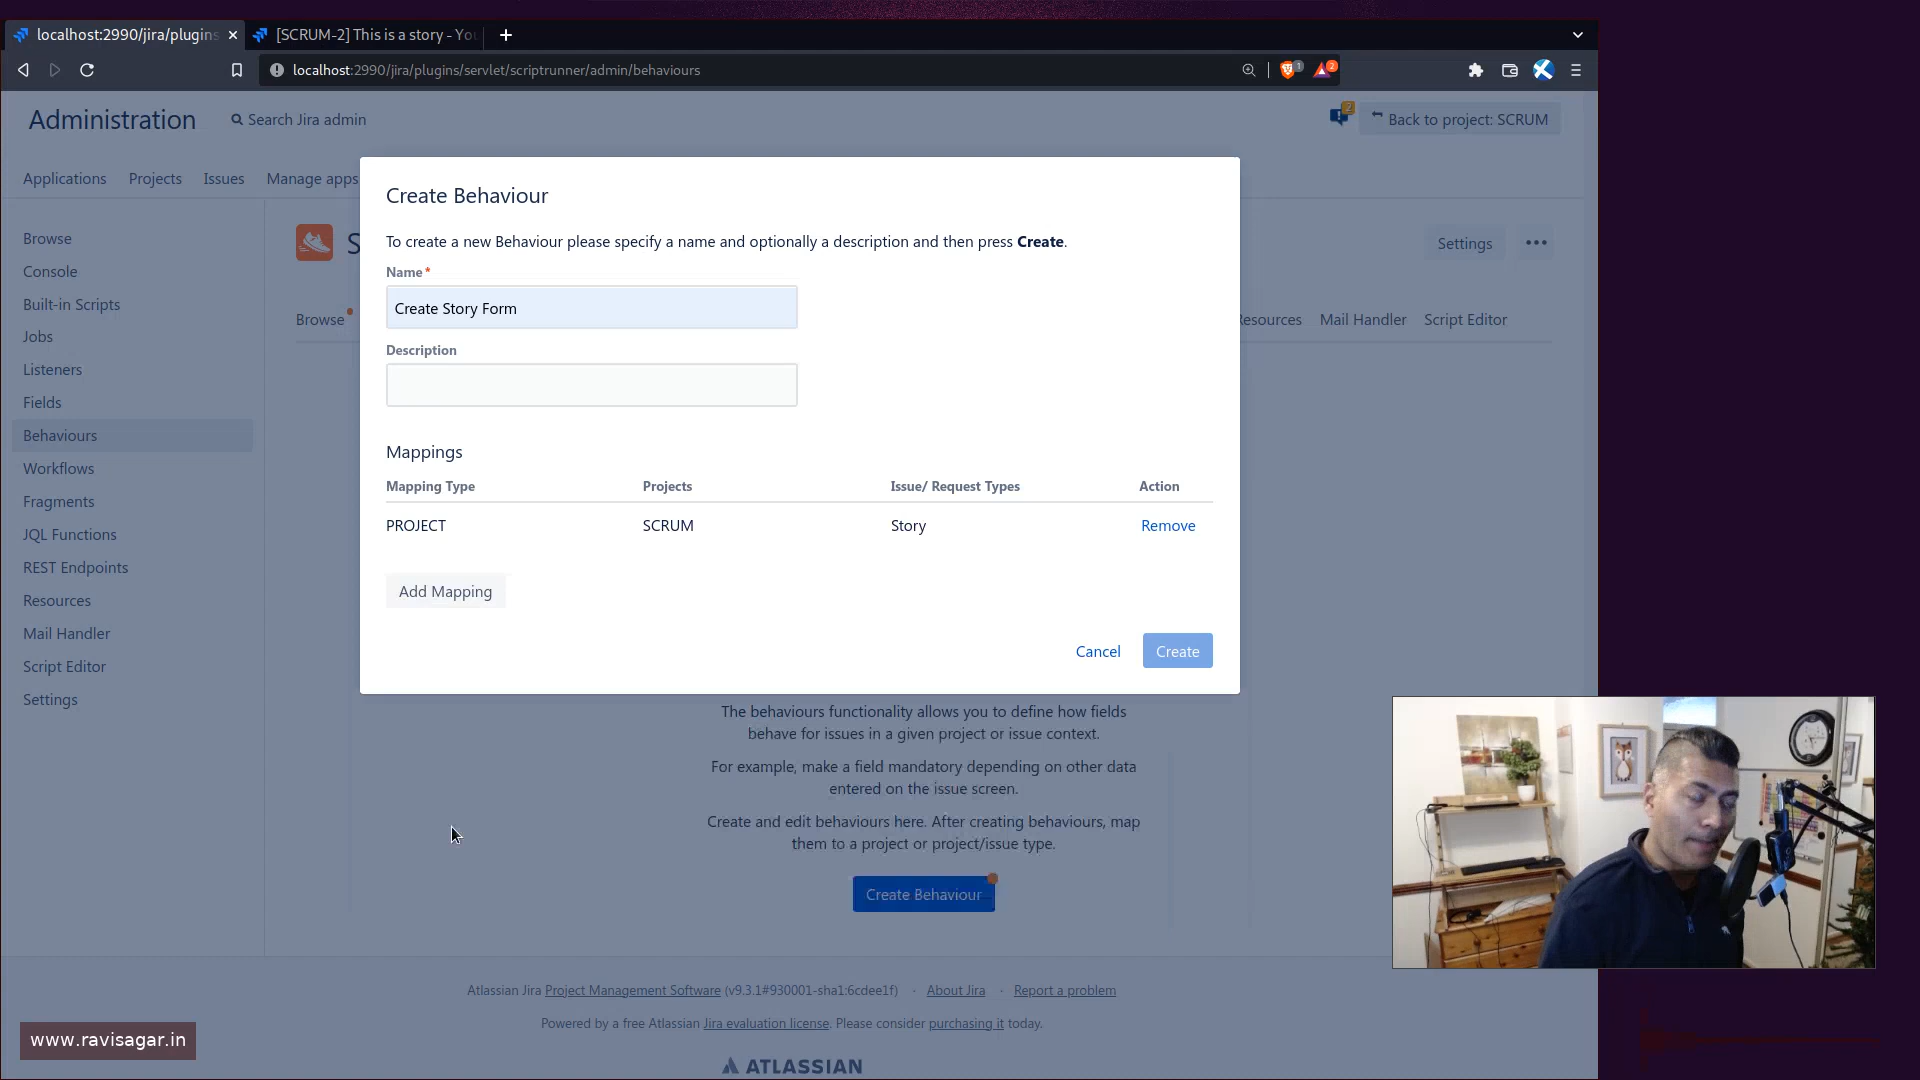 localhost:2990/jira/plugins
[SCRUM-2] This is a story - Yo
localhost:2990/jira/plugins/servlet/scriptrunner/admin/behaviours
1
2
Administration
Search Jira admin
2
Back to project: SCRUM
Applications
Projects
Issues
Manage apps
Browse
Console
Built-in Scripts
Jobs
Listeners
Fields
Behaviours
Workflows
Fragments
JQL Functions
REST Endpoints
Resources
Mail Handler
Script Editor
Settings
S
Settings
Browse
Resources
Mail Handler
Script Editor
Create Behaviour
To create a new Behaviour please specify a name and optionally a description and then press Create.
Name *
Create Story Form
Description
Mappings
Mapping Type Projects Issue/ Request Types Action
PROJECT SCRUM Story Remove
Add Mapping
Cancel Create
The behaviours functionality allows you to define how fields
behave for issues in a given project or issue context.
For example, make a field mandatory depending on other data
entered on the issue screen.
Create and edit behaviours here. After creating behaviours, map
them to a project or project/issue type.
Create Behaviour
Atlassian Jira Project Management Software (v9.3.1#930001-sha1:6cdee1f) · About Jira · Report a problem
Powered by a free Atlassian Jira evaluation license. Please consider purchasing it today.
ATLASSIAN
www.ravisagar.in